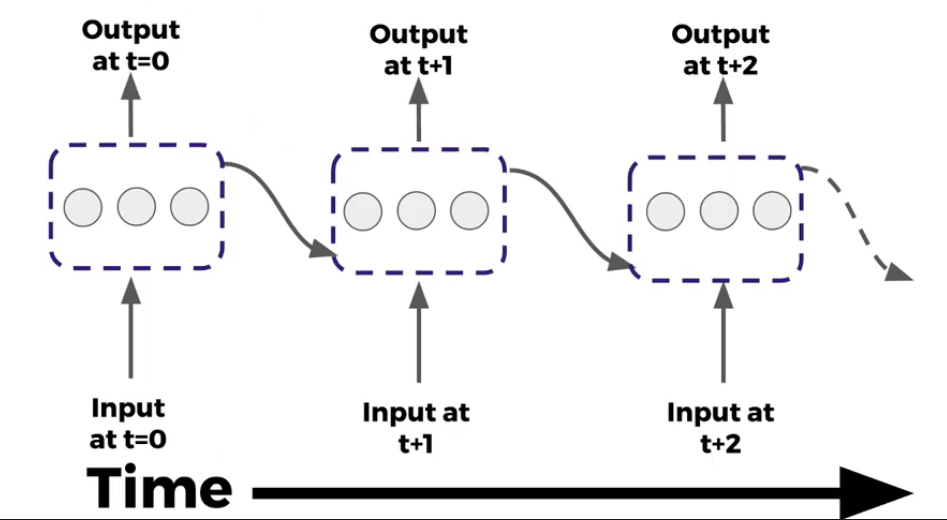 Output
at t=0
Output
at t+1
Output
at t+2
Input
at t=0
Input at
t+1
Input at
t+2
Time